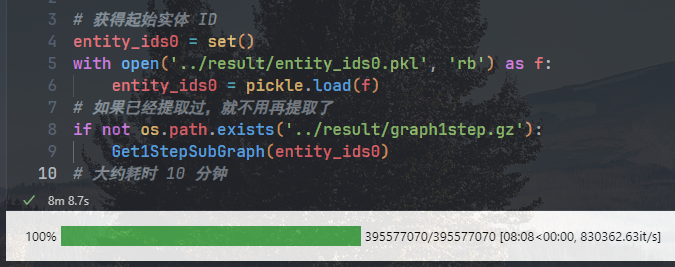 2
3 # 获得起始实体 ID
4 entity_ids0 = set()
5 with open('../result/entity_ids0.pkl', 'rb') as f:
6 entity_ids0 = pickle.load(f)
7 # 如果已经提取过，就不用再提取了
8 if not os.path.exists('../result/graph1step.gz'):
9 Get1StepSubGraph(entity_ids0)
10 # 大约耗时 10 分钟
8m 8.7s
100% 395577070/395577070 [08:08<00:00, 830362.63it/s]